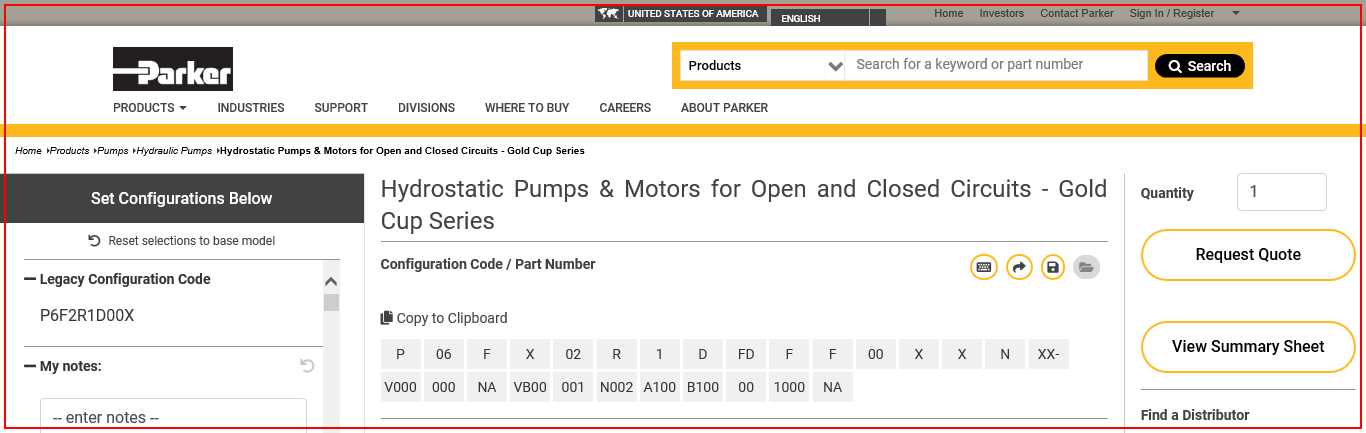 UNITED STATES OF AMERICA ENGLISH Home Investors Contact Parker Sign In / Register
Parker
Products Search for a keyword or part number Search
PRODUCTS INDUSTRIES SUPPORT DIVISIONS WHERE TO BUY CAREERS ABOUT PARKER
Home Products Pumps Hydraulic Pumps Hydrostatic Pumps & Motors for Open and Closed Circuits - Gold Cup Series
Set Configurations Below
Reset selections to base model
Legacy Configuration Code
P6F2R1D00X
My notes:
-- enter notes --
Hydrostatic Pumps & Motors for Open and Closed Circuits - Gold
Cup Series
Configuration Code / Part Number
Copy to Clipboard
P 06 F X 02 R 1 D FD F F 00 X X N XX-
V000 000 NA VB00 001 N002 A100 B100 00 1000 NA
Quantity 1
Request Quote
View Summary Sheet
Find a Distributor